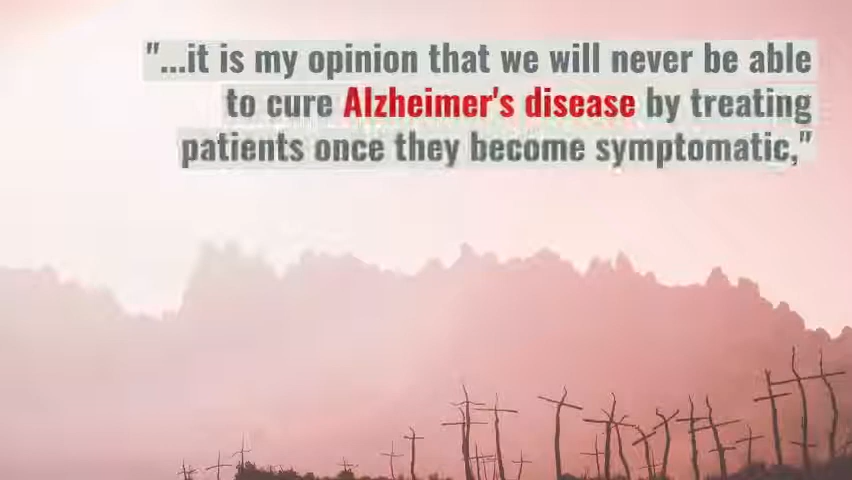 "...it is my opinion that we will never be able
to cure Alzheimer's disease by treating
patients once they become symptomatic,"